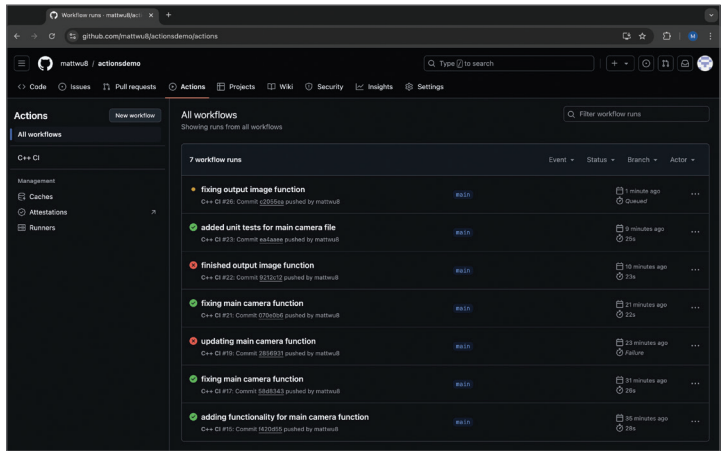 Workflow runs · mattwu8/acti
github.com/mattwu8/actionsdemo/actions
M
mattwu8 / actionsdemo
Type / to search
Code
Issues
Pull requests
Actions
Projects
Wiki
Security
Insights
Settings
Actions
New workflow
All workflows
C++ CI
Management
Caches
Attestations
Runners
All workflows
Showing runs from all workflows
Filter workflow runs
7 workflow runs
Event
Status
Branch
Actor
fixing output image function
C++ CI #26: Commit c2055ea pushed by mattwu8
main
1 minute ago
Queued
added unit tests for main camera file
C++ CI #23: Commit ea4aaee pushed by mattwu8
main
9 minutes ago
25s
finished output image function
C++ CI #22: Commit 9212c12 pushed by mattwu8
main
10 minutes ago
23s
fixing main camera function
C++ CI #21: Commit 070e0b6 pushed by mattwu8
main
21 minutes ago
22s
updating main camera function
C++ CI #19: Commit 2856931 pushed by mattwu8
main
23 minutes ago
Failure
fixing main camera function
C++ CI #17: Commit 58d8343 pushed by mattwu8
main
31 minutes ago
26s
adding functionality for main camera function
C++ CI #15: Commit f420d55 pushed by mattwu8
main
35 minutes ago
28s